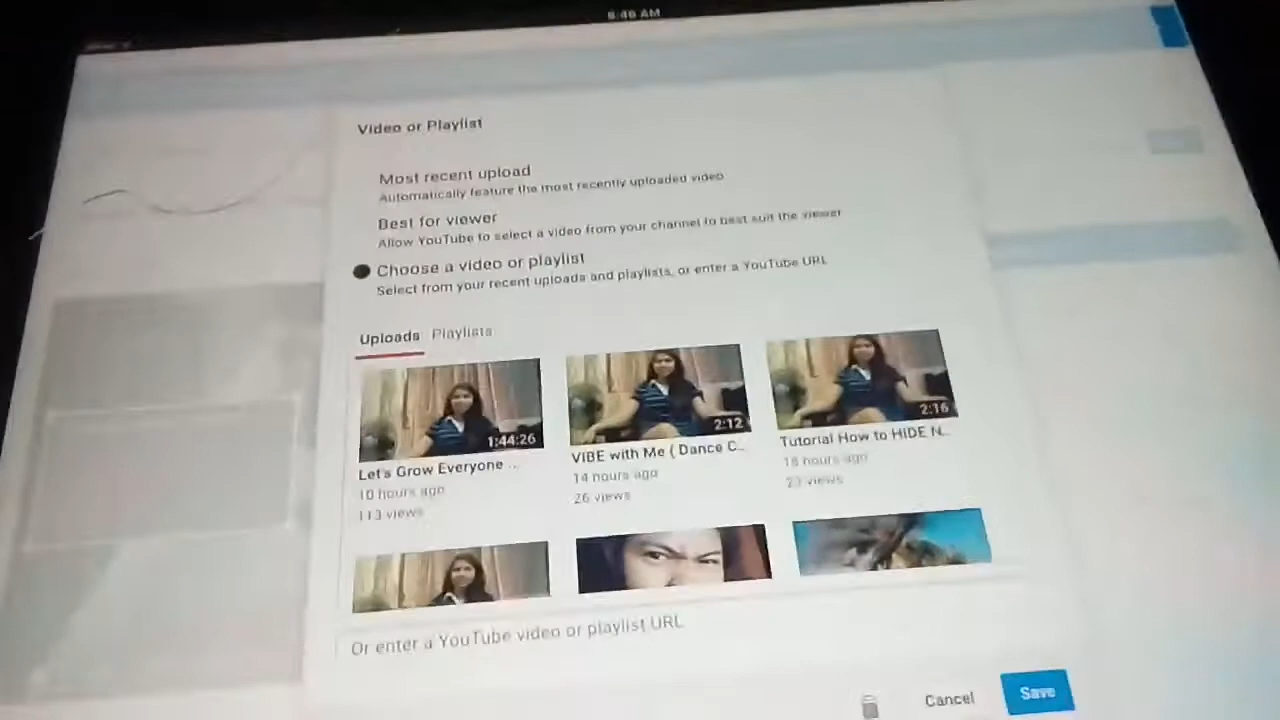 8:46 AM
Video or Playlist
Most recent upload
Automatically feature the most recently uploaded video
Best for viewer
Allow YouTube to select a video from your channel to best suit the viewer
Choose a video or playlist
Select from your recent uploads and playlists, or enter a YouTube URL
Uploads Playlists
1:44:26 2:12 2:16
Let's Grow Everyone ... VIBE with Me ( Dance C... Tutorial How to HIDE N...
10 hours ago 14 hours ago 18 hours ago
113 views 26 views 23 views
Or enter a YouTube video or playlist URL
Cancel Save